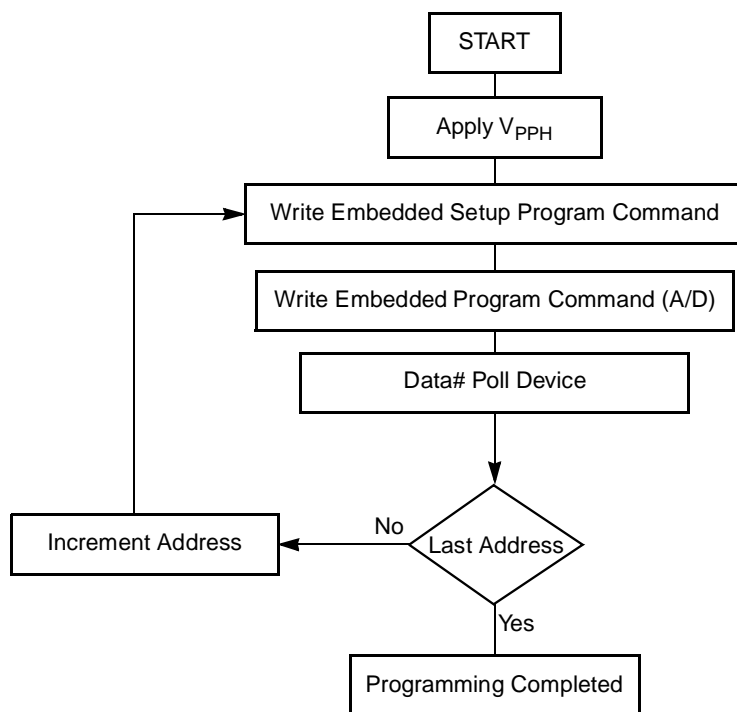 START
Apply VPPH
Write Embedded Setup Program Command
Write Embedded Program Command (A/D)
Data# Poll Device
No
Increment Address
Last Address
Yes
Programming Completed